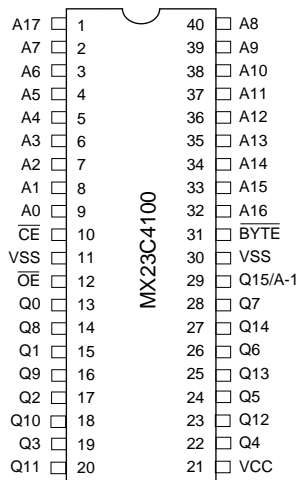 A17 1 40 A8
A7 2 39 A9
A6 3 38 A10
A5 4 37 A11
A4 5 36 A12
A3 6 35 A13
A2 7 34 A14
A1 8 33 A15
A0 9 32 A16
C̅E̅ 10 31 B̅Y̅T̅E̅
VSS 11 30 VSS
O̅E̅ 12 29 Q15/A-1
Q0 13 28 Q7
Q8 14 27 Q14
Q1 15 26 Q6
Q9 16 25 Q13
Q2 17 24 Q5
Q10 18 23 Q12
Q3 19 22 Q4
Q11 20 21 VCC
MX23C4100